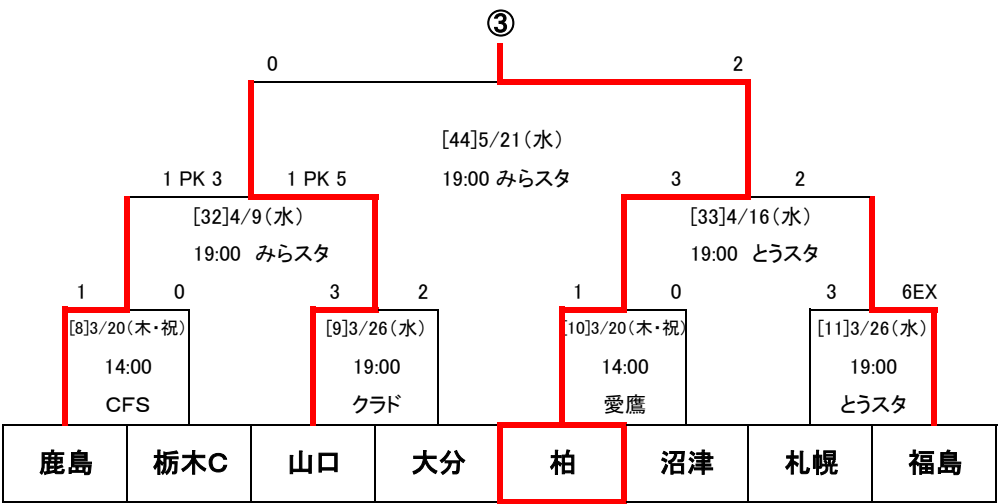 ③
0 2
[44]5/21（水）
19:00 みらスタ
1 PK 3 1 PK 5 3 2
[32]4/9（水） [33]4/16（水）
19:00 みらスタ 19:00 とうスタ
1 0 3 2 1 0 3 6EX
[8]3/20（木・祝） [9]3/26（水） [10]3/20（木・祝） [11]3/26（水）
14:00 19:00 14:00 19:00
CFS クラド 愛鷹 とうスタ
鹿島 栃木C 山口 大分 柏 沼津 札幌 福島